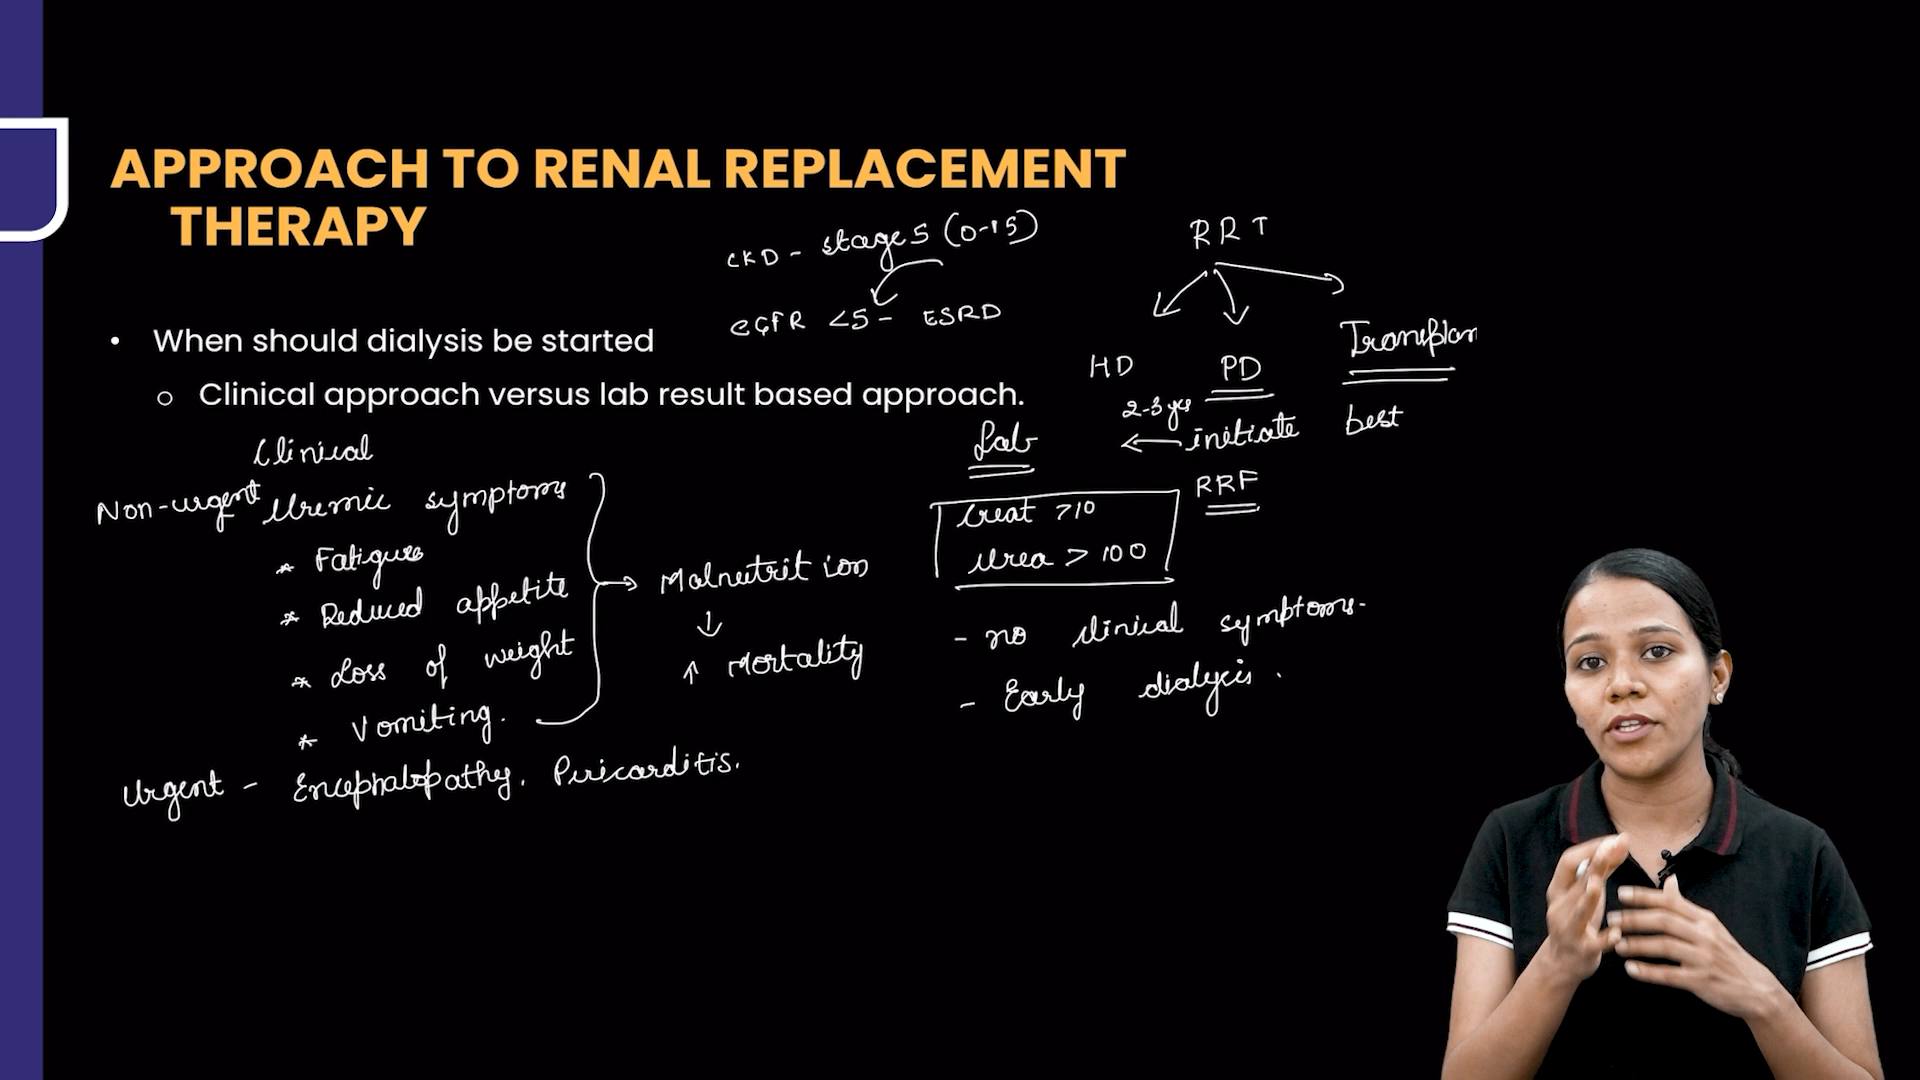 APPROACH TO RENAL REPLACEMENT
THERAPY
CKD - stage 5 (0-15)
eGFR <5 - ESRD
RRT
HD
PD
Transplan
2-3 yrs
initiate
best
RRF
• When should dialysis be started
o Clinical approach versus lab result based approach.
Clinical
Non-urgent Uremic symptoms
* Fatigue
* Reduced appetite
* Loss of weight
* Vomiting.
Malnutrition
↓
↑ Mortality
Urgent - Encephalopathy, Pericarditis.
Lab
Creat >10
Urea > 100
- no clinical symptoms.
- Early dialycis.